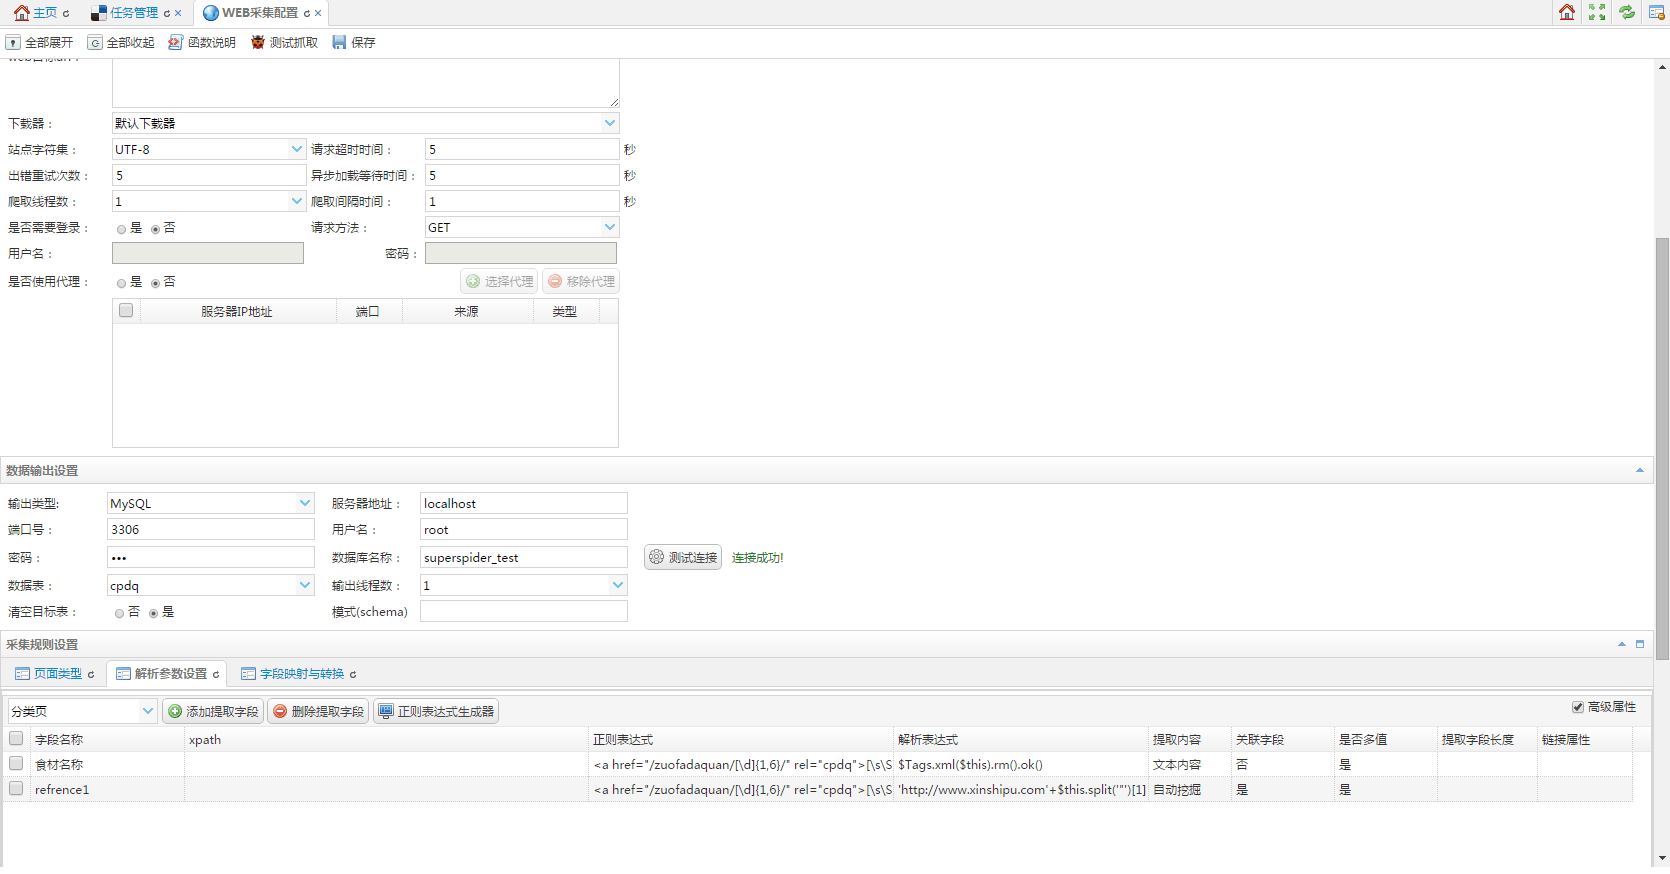 主页
任务管理
WEB采集配置
全部展开 全部收起 函数说明 测试抓取 保存
web目标url：
下载器： 默认下载器
站点字符集： UTF-8 请求超时时间： 5 秒
出错重试次数： 5 异步加载等待时间： 5 秒
爬取线程数： 1 爬取间隔时间： 1 秒
是否需要登录： 是 否 请求方法： GET
用户名： 密码：
是否使用代理： 是 否 选择代理 移除代理
服务器IP地址 端口 来源 类型
数据输出设置
输出类型: MySQL 服务器地址： localhost
端口号： 3306 用户名： root
密码： ••• 数据库名称： superspider_test 测试连接 连接成功!
数据表： cpdq 输出线程数： 1
清空目标表： 否 是 模式(schema)
采集规则设置
页面类型 解析参数设置 字段映射与转换
分类页 添加提取字段 删除提取字段 正则表达式生成器 高级属性
字段名称 xpath 正则表达式 解析表达式 提取内容 关联字段 是否多值 提取字段长度 链接属性
食材名称 <a href="/zuofadaquan/[\d]{1,6}/" rel="cpdq">[\s\S $Tags.xml($this).rm().ok() 文本内容 否 是
refrence1 <a href="/zuofadaquan/[\d]{1,6}/" rel="cpdq">[\s\S 'http://www.xinshipu.com'+$this.split('"')[1] 自动挖掘 是 是